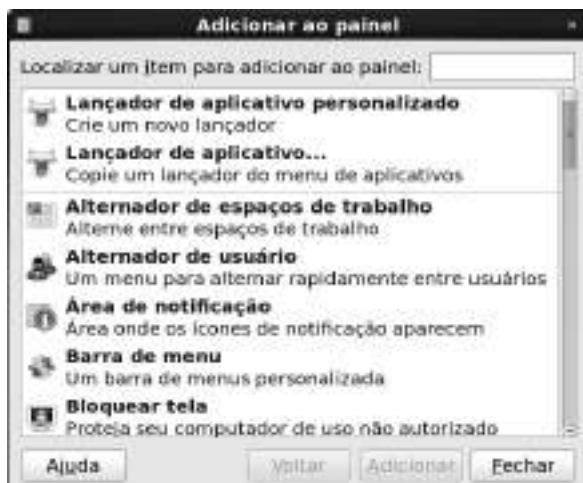 Adicionar ao painel
Localizar um item para adicionar ao painel:
Lançador de aplicativo personalizado
Crie um novo lançador
Lançador de aplicativo...
Copie um lançador do menu de aplicativos
Alternador de espaços de trabalho
Alterne entre espaços de trabalho
Alternador de usuário
Um menu para alternar rapidamente entre usuários
Área de notificação
Área onde os ícones de notificação aparecem
Barra de menu
Um barra de menus personalizada
Bloquear tela
Proteja seu computador de uso não autorizado
Ajuda Voltar Adicionar Fechar